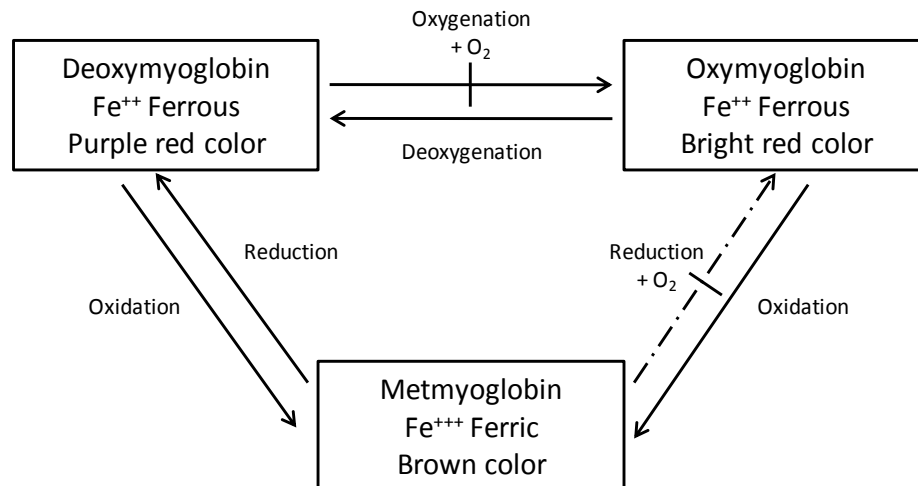 Oxygenation
+ O₂
Deoxymyoglobin
Fe⁺⁺ Ferrous
Purple red color
Oxymyoglobin
Fe⁺⁺ Ferrous
Bright red color
Deoxygenation
Reduction
Oxidation
Reduction
+ O₂
Oxidation
Metmyoglobin
Fe⁺⁺⁺ Ferric
Brown color